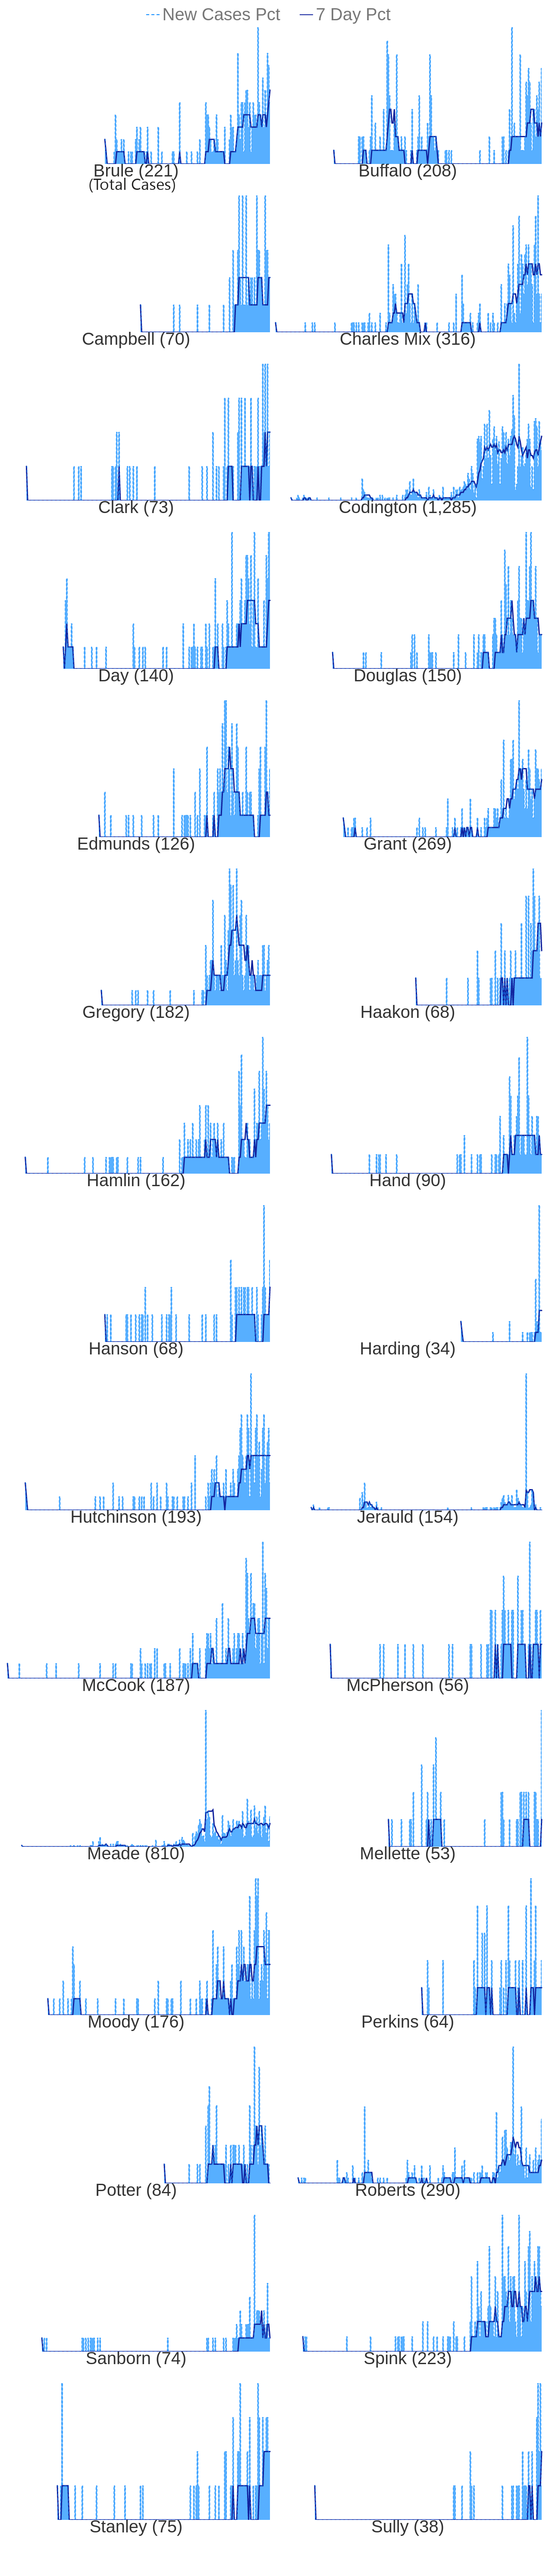 New Cases Pct 7 Day Pct
Brule (221) Buffalo (208)
(Total Cases)
Campbell (70) Charles Mix (316)
Clark (73) Codington (1,285)
Day (140) Douglas (150)
Edmunds (126) Grant (269)
Gregory (182) Haakon (68)
Hamlin (162) Hand (90)
Hanson (68) Harding (34)
Hutchinson (193) Jerauld (154)
McCook (187) McPherson (56)
Meade (810) Mellette (53)
Moody (176) Perkins (64)
Potter (84) Roberts (290)
Sanborn (74) Spink (223)
Stanley (75) Sully (38)